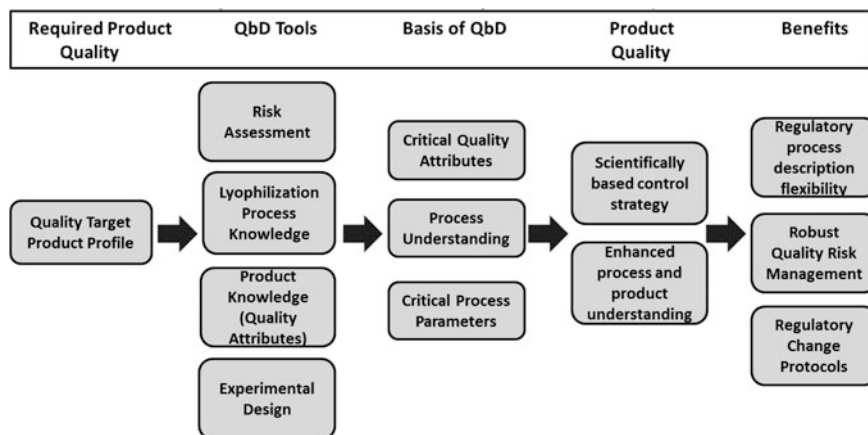 Required Product
Quality
QbD Tools
Basis of QbD
Product
Quality
Benefits
Quality Target
Product Profile
Risk
Assessment
Lyophilization
Process
Knowledge
Product
Knowledge
(Quality
Attributes)
Experimental
Design
Critical Quality
Attributes
Process
Understanding
Critical Process
Parameters
Scientifically
based control
strategy
Enhanced
process and
product
understanding
Regulatory
process
description
flexibility
Robust
Quality Risk
Management
Regulatory
Change
Protocols